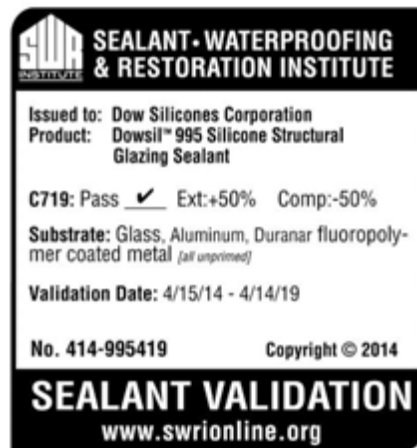 SWR
INSTITUTE
SEALANT • WATERPROOFING
& RESTORATION INSTITUTE
Issued to: Dow Silicones Corporation
Product: Dowsil™ 995 Silicone Structural
Glazing Sealant
C719: Pass ✔ Ext:+50% Comp:-50%
Substrate: Glass, Aluminum, Duranar fluoropoly-
mer coated metal [all unprimed]
Validation Date: 4/15/14 - 4/14/19
No. 414-995419 Copyright © 2014
SEALANT VALIDATION
www.swrionline.org